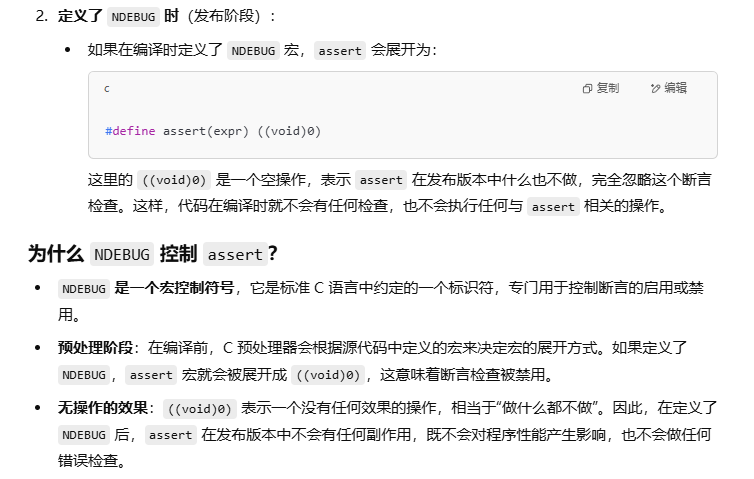 2. 定义了 NDEBUG 时（发布阶段）：
• 如果在编译时定义了 NDEBUG 宏，assert 会展开为：
c 复制 编辑
#define assert(expr) ((void)0)
这里的 ((void)0) 是一个空操作，表示 assert 在发布版本中什么也不做，完全忽略这个断言
检查。这样，代码在编译时就不会有任何检查，也不会执行任何与 assert 相关的操作。
为什么 NDEBUG 控制 assert？
• NDEBUG 是一个宏控制符号，它是标准 C 语言中约定的一个标识符，专门用于控制断言的启用或禁
用。
• 预处理阶段：在编译前，C 预处理器会根据源代码中定义的宏来决定宏的展开方式。如果定义了
NDEBUG，assert 宏就会被展开成 ((void)0)，这意味着断言检查被禁用。
• 无操作的效果：((void)0) 表示一个没有任何效果的操作，相当于“做什么都不做”。因此，在定义了
NDEBUG 后，assert 在发布版本中不会有任何副作用，既不会对程序性能产生影响，也不会做任何
错误检查。